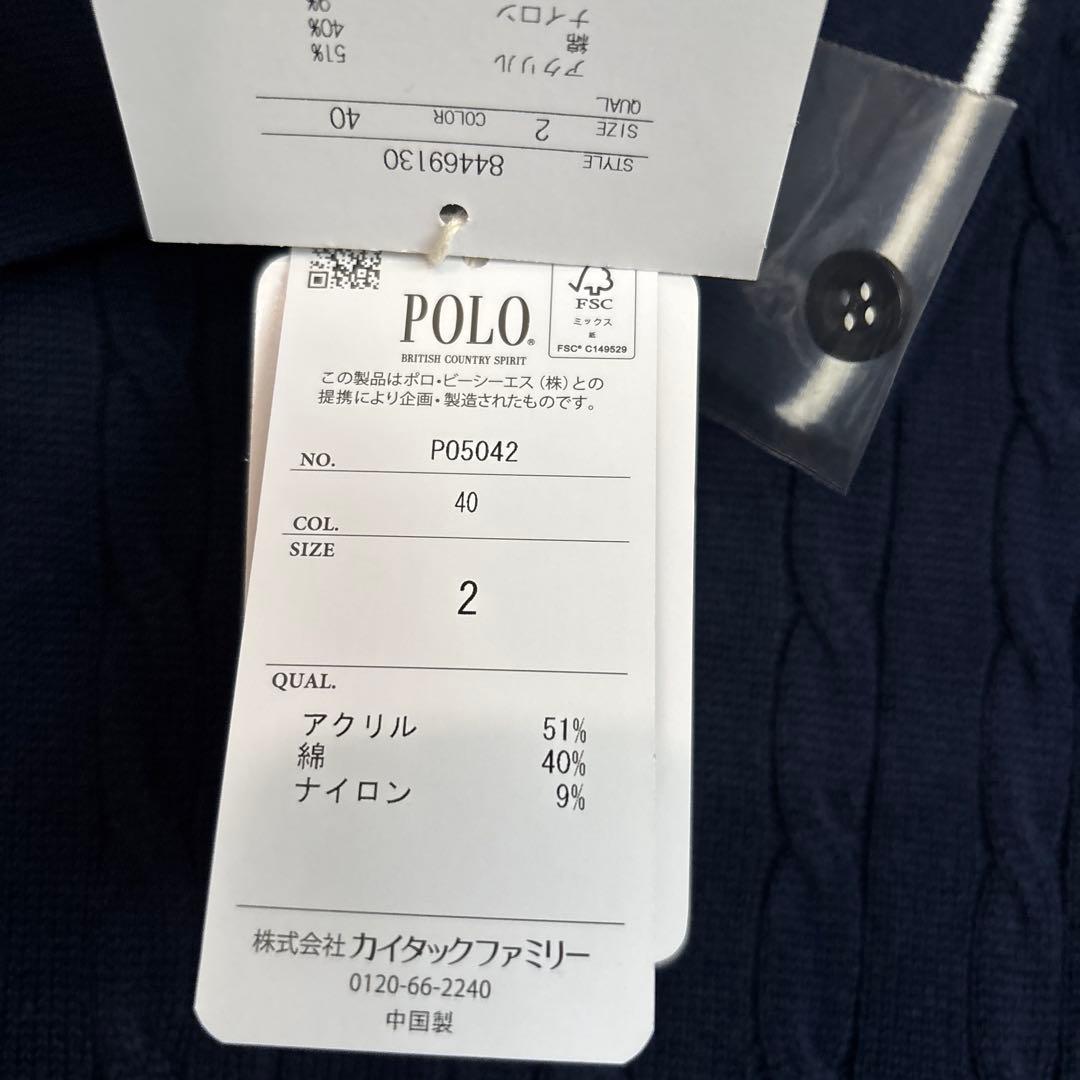 STYLE 84469130
SIZE 2 COLOR 40
QUAL
アクリル 51%
綿 40%
ナイロン 9%
POLO®
BRITISH COUNTRY SPIRIT
FSC
ミックス
紙
FSC® C149529
この製品はポロ・ビーシーエス(株)との
提携により企画・製造されたものです。
NO. P05042
COL. 40
SIZE
2
QUAL.
アクリル 51%
綿 40%
ナイロン 9%
株式会社カイタックファミリー
0120-66-2240
中国製